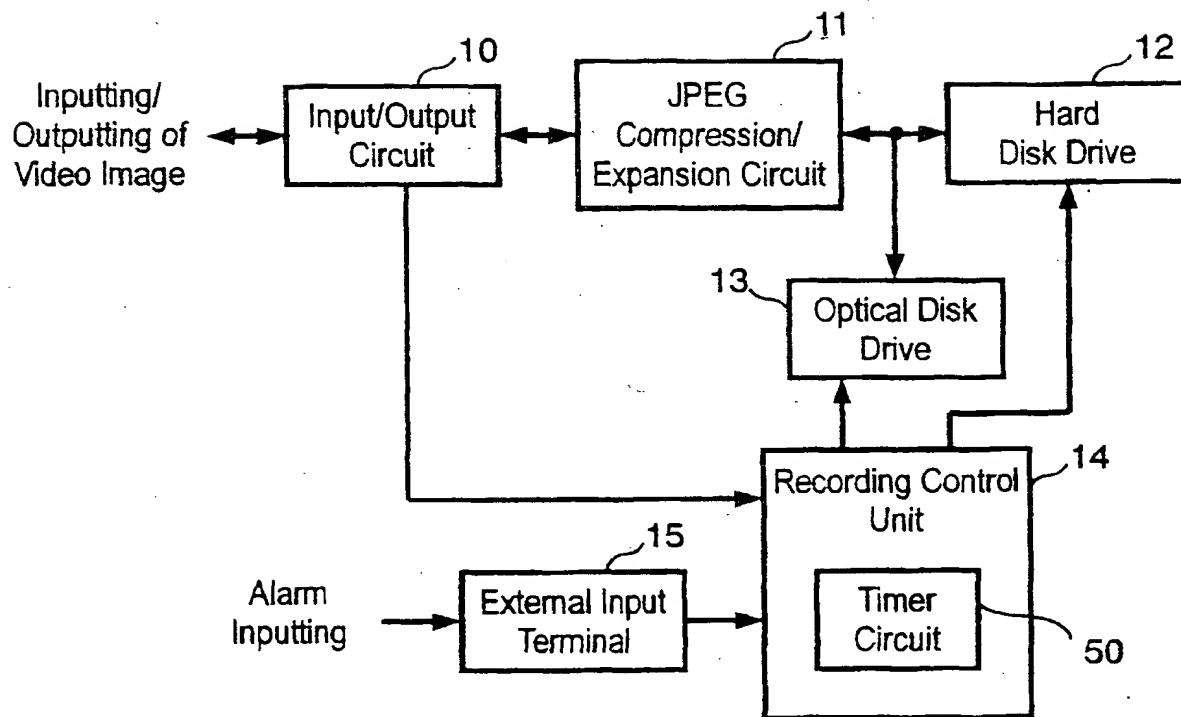 10
11
12
Inputting/
Outputting of
Video Image
Input/Output
Circuit
JPEG
Compression/
Expansion Circuit
Hard
Disk Drive
13
Optical Disk
Drive
14
Recording Control
Unit
15
Alarm
Inputting
External Input
Terminal
Timer
Circuit
50